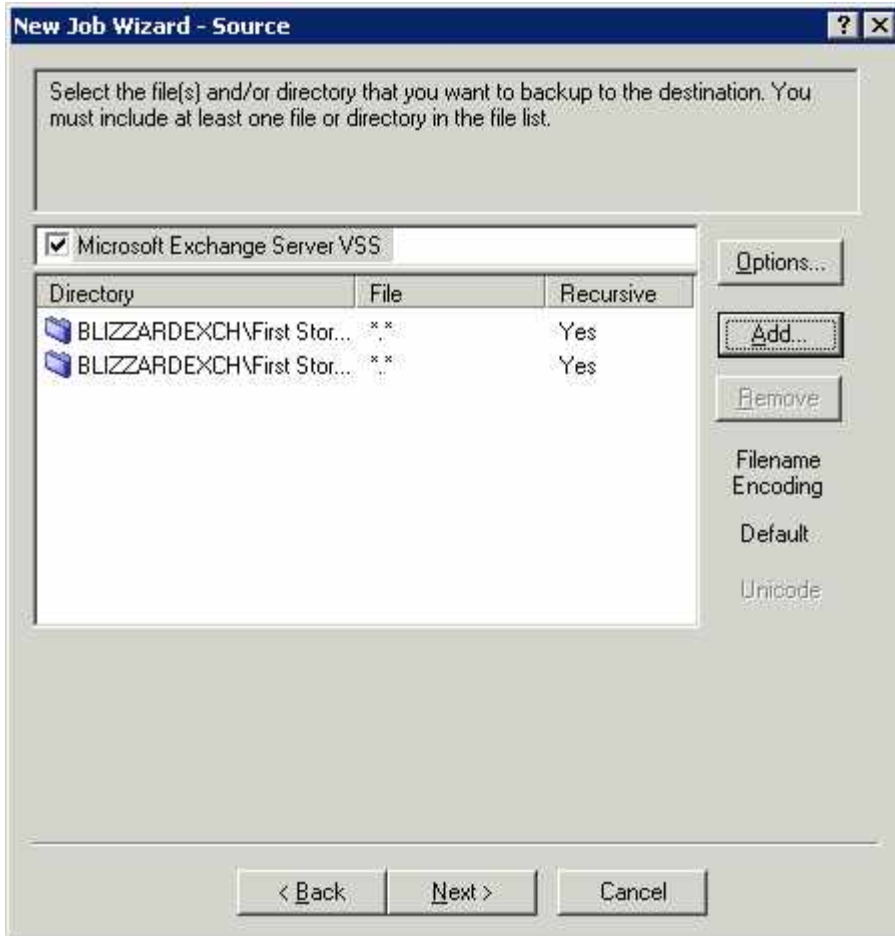 New Job Wizard - Source
Select the file(s) and/or directory that you want to backup to the destination. You
must include at least one file or directory in the file list.
Microsoft Exchange Server VSS
Options...
Directory File Recursive
BLIZZARDEXCH\First Stor... *.* Yes
BLIZZARDEXCH\First Stor... *.* Yes
Add...
Remove
Filename
Encoding
Default
Unicode
< Back Next > Cancel